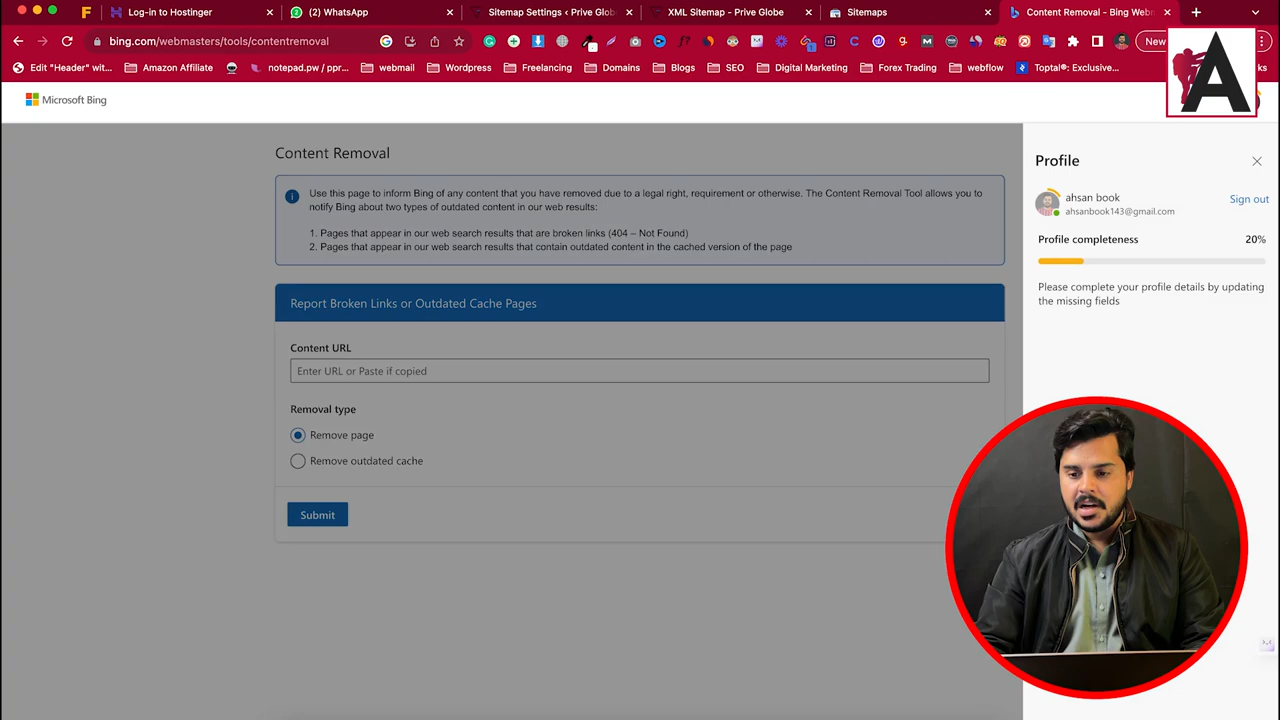 Log-in to Hostinger
(2) WhatsApp
Sitemap Settings ‹ Prive Glob
XML Sitemap - Prive Globe
Sitemaps
Content Removal - Bing Webm
bing.com/webmasters/tools/contentremoval
New
Edit "Header" wit...
Amazon Affiliate
notepad.pw / ppr...
webmail
Wordpress
Freelancing
Domains
Blogs
SEO
Digital Marketing
Forex Trading
webflow
Toptal®: Exclusive...
A
Microsoft Bing
Content Removal
Use this page to inform Bing of any content that you have removed due to a legal right, requirement or otherwise. The Content Removal Tool allows you to
notify Bing about two types of outdated content in our web results:
1. Pages that appear in our web search results that are broken links (404 – Not Found)
2. Pages that appear in our web search results that contain outdated content in the cached version of the page
Report Broken Links or Outdated Cache Pages
Content URL
Enter URL or Paste if copied
Removal type
Remove page
Remove outdated cache
Submit
Profile
ahsan book
ahsanbook143@gmail.com
Sign out
Profile completeness
20%
Please complete your profile details by updating
the missing fields